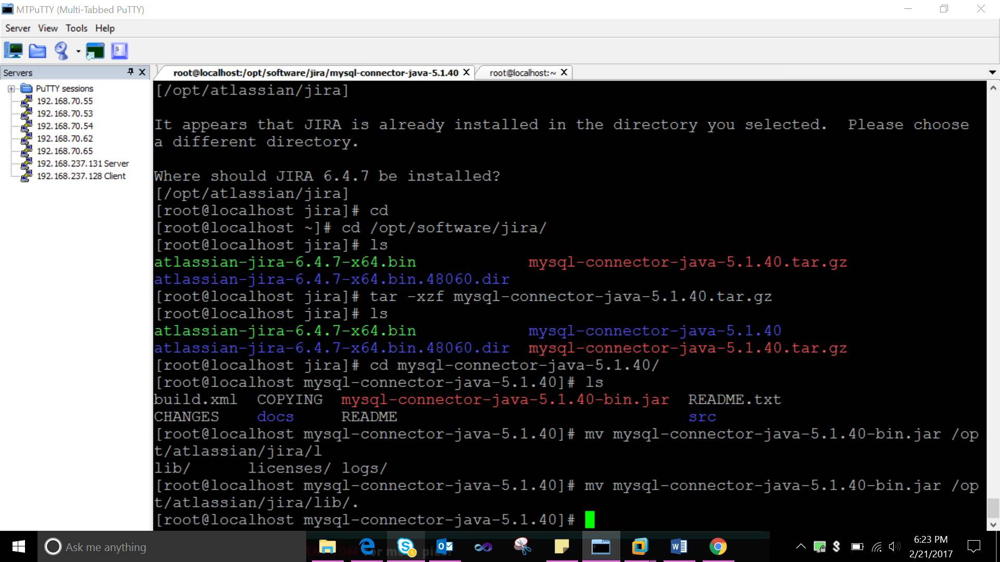 MTPuTTY (Multi-Tabbed PuTTY)
Server View Tools Help
Servers
root@localhost:/opt/software/jira/mysql-connector-java-5.1.40
root@localhost:~
PuTTY sessions
192.168.70.55
192.168.70.53
192.168.70.54
192.168.70.62
192.168.70.65
192.168.237.131 Server
192.168.237.128 Client
[/opt/atlassian/jira]
It appears that JIRA is already installed in the directory you selected.  Please choose
a different directory.
Where should JIRA 6.4.7 be installed?
[/opt/atlassian/jira]
[root@localhost jira]# cd
[root@localhost ~]# cd /opt/software/jira/
[root@localhost jira]# ls
atlassian-jira-6.4.7-x64.bin            mysql-connector-java-5.1.40.tar.gz
atlassian-jira-6.4.7-x64.bin.48060.dir
[root@localhost jira]# tar -xzf mysql-connector-java-5.1.40.tar.gz
[root@localhost jira]# ls
atlassian-jira-6.4.7-x64.bin            mysql-connector-java-5.1.40
atlassian-jira-6.4.7-x64.bin.48060.dir  mysql-connector-java-5.1.40.tar.gz
[root@localhost jira]# cd mysql-connector-java-5.1.40/
[root@localhost mysql-connector-java-5.1.40]# ls
build.xml  COPYING  mysql-connector-java-5.1.40-bin.jar  README.txt
CHANGES    docs     README                               src
[root@localhost mysql-connector-java-5.1.40]# mv mysql-connector-java-5.1.40-bin.jar /op
t/atlassian/jira/l
lib/      licenses/ logs/
[root@localhost mysql-connector-java-5.1.40]# mv mysql-connector-java-5.1.40-bin.jar /op
t/atlassian/jira/lib/.
[root@localhost mysql-connector-java-5.1.40]#
Ask me anything
6:23 PM
2/21/2017